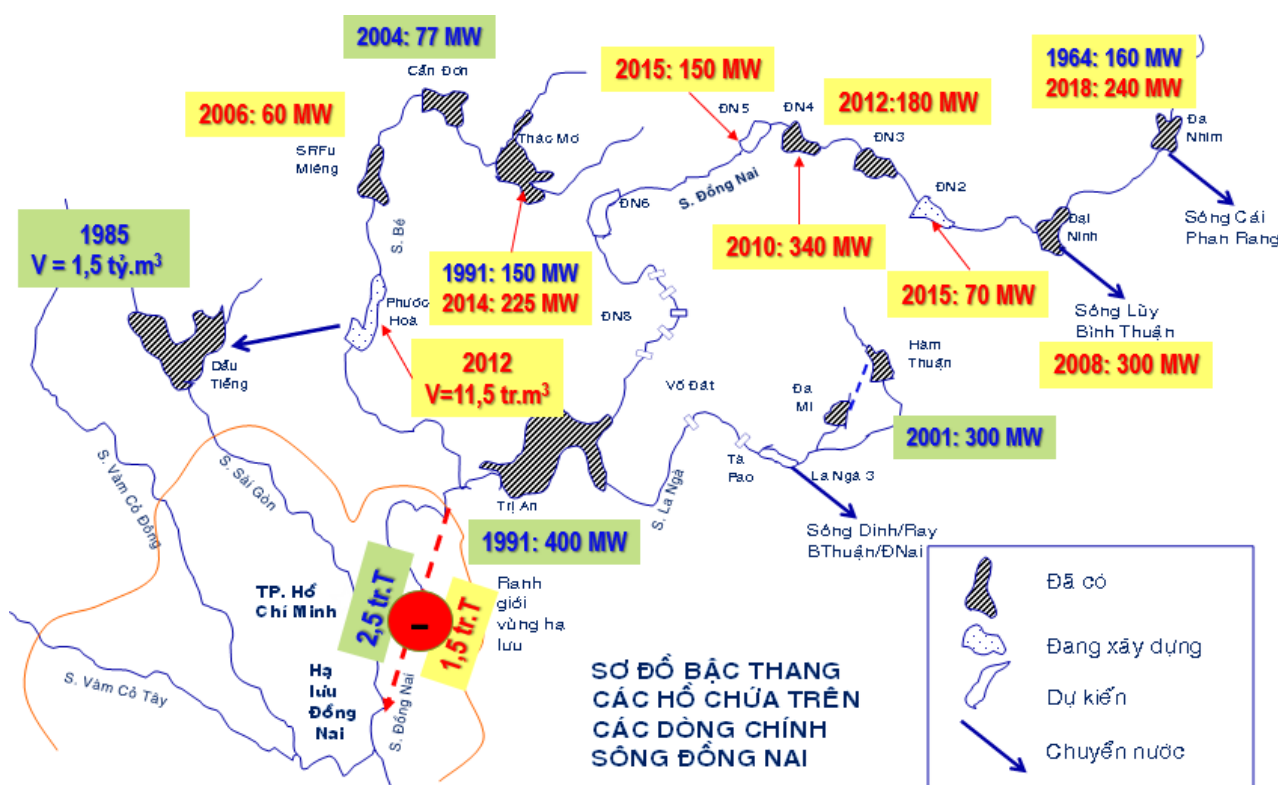 2004: 77 MW
Cần Đơn
2006: 60 MW
SRFu
Miêng
Thác Mơ
2015: 150 MW
ĐN5
ĐN4
2012:180 MW
ĐN3
1964: 160 MW
2018: 240 MW
Đa
Nhim
S. Đồng Nai
ĐN6
ĐN2
Đại
Ninh
Sông Cái
Phan Rang
1985
V = 1,5 tỷ.m³
S. Bé
1991: 150 MW
2014: 225 MW
2010: 340 MW
2015: 70 MW
Phước
Hoà
ĐN8
Sông Lũy
Bình Thuận
2008: 300 MW
Dầu
Tiếng
2012
V=11,5 tr.m³
Hàm
Thuận
Đa
Mi
Võ Đắt
2001: 300 MW
Tà
Pao
La Ngà 3
S. Vàm Cỏ Đông
S. Sài Gòn
Trị An
S. La Ngà
Sông Dinh/Ray
BThuận/ĐNai
1991: 400 MW
Ranh
giới
vùng hạ
lưu
TP. Hồ
Chí Minh
2,5 tr.T
-
1,5 tr.T
S. Vàm Cỏ Tây
Hạ
lưu
Đồng
Nai
S. Đồng Nai
SƠ ĐỒ BẬC THANG
CÁC HỒ CHỨA TRÊN
CÁC DÒNG CHÍNH
SÔNG ĐỒNG NAI
Đã có
Đang xây dựng
Dự kiến
Chuyển nước